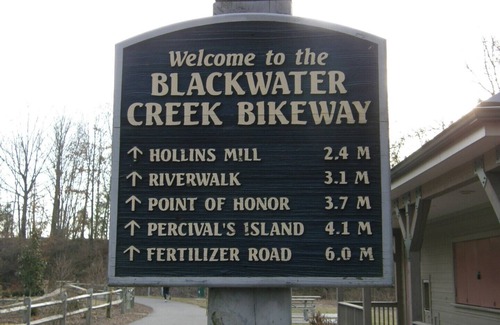 Welcome to the
BLACKWATER
CREEK BIKEWAY
↑ HOLLINS MILL 2.4 M
↑ RIVERWALK 3.1 M
↑ POINT OF HONOR 3.7 M
↑ PERCIVAL'S ISLAND 4.1 M
↑ FERTILIZER ROAD 6.0 M